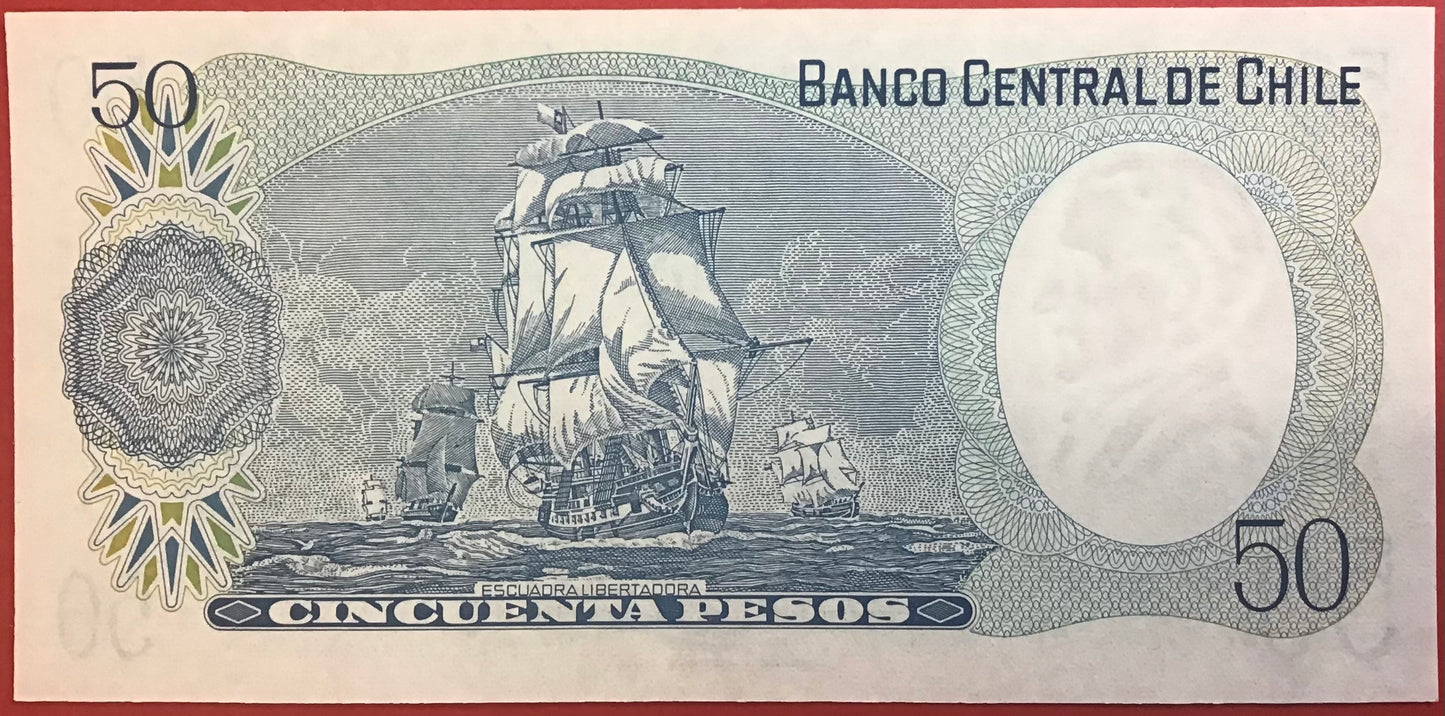 50
BANCO CENTRAL DE CHILE
ESCUADRA LIBERTADORA
CINCUENTA PESOS
50